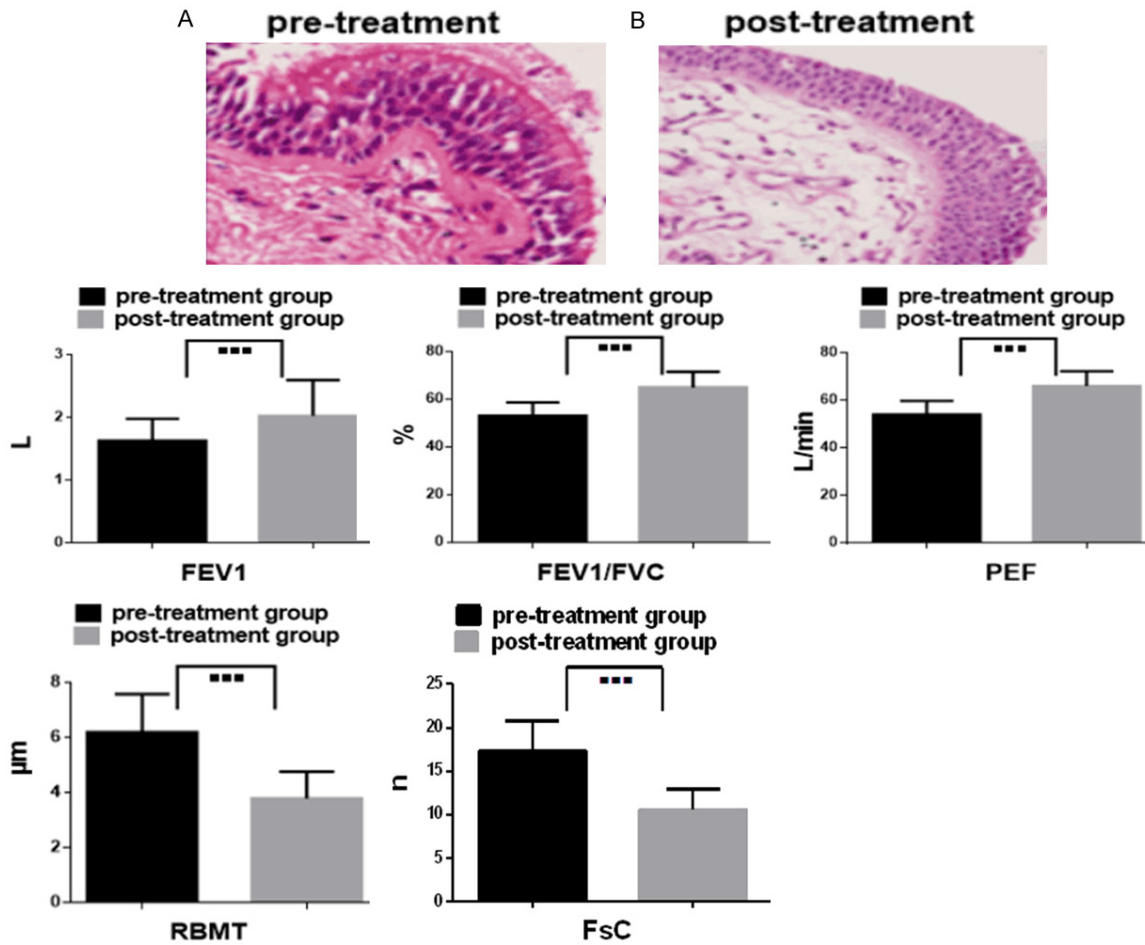 A
pre-treatment
B
post-treatment
pre-treatment group
post-treatment group
3
2
1
0
L
FEV1
pre-treatment group
post-treatment group
80
60
40
20
0
%
FEV1/FVC
pre-treatment group
post-treatment group
80
60
40
20
0
L/min
PEF
pre-treatment group
post-treatment group
8
6
4
2
0
µm
RBMT
pre-treatment group
post-treatment group
25
20
15
10
5
0
n
FsC